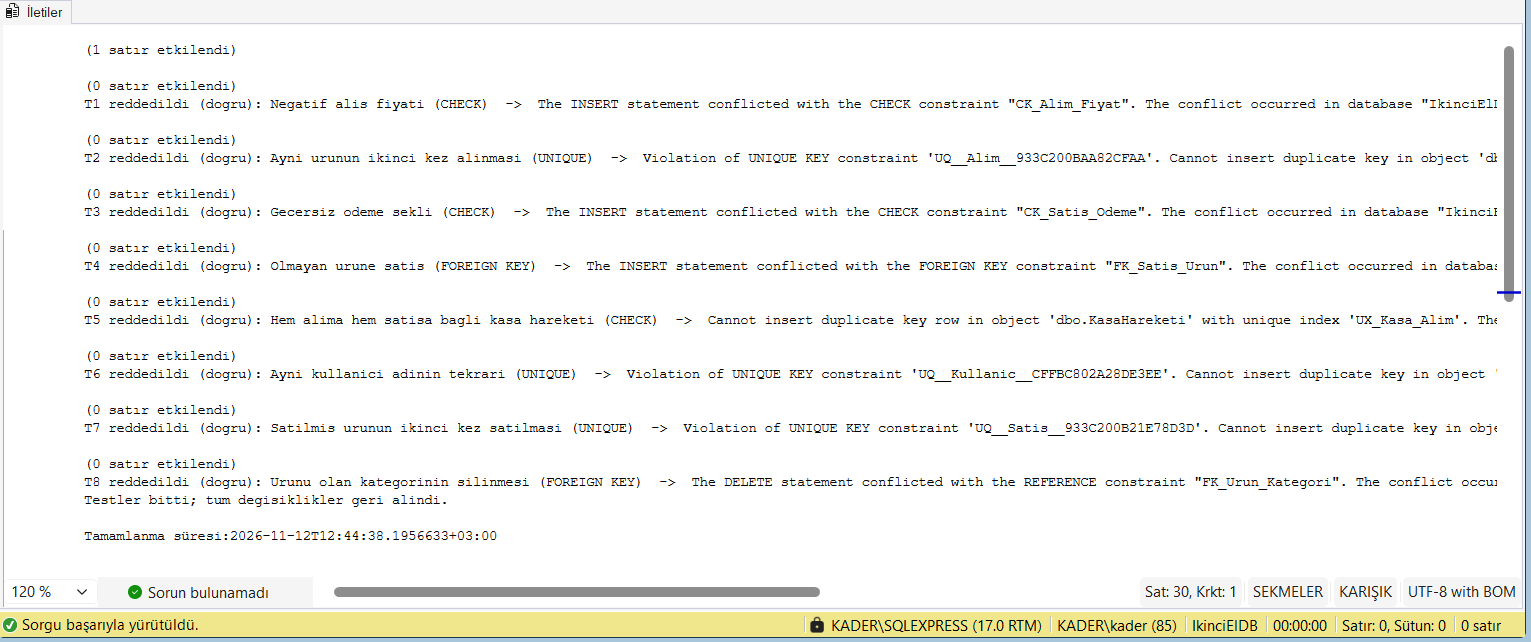 İletiler
(1 satır etkilendi)
(0 satır etkilendi)
T1 reddedildi (dogru): Negatif alis fiyati (CHECK)  ->  The INSERT statement conflicted with the CHECK constraint "CK_Alim_Fiyat". The conflict occurred in database "IkinciElI
(0 satır etkilendi)
T2 reddedildi (dogru): Ayni urunun ikinci kez alinmasi (UNIQUE)  ->  Violation of UNIQUE KEY constraint 'UQ__Alim__933C200BAA82CFAA'. Cannot insert duplicate key in object 'db
(0 satır etkilendi)
T3 reddedildi (dogru): Gecersiz odeme sekli (CHECK)  ->  The INSERT statement conflicted with the CHECK constraint "CK_Satis_Odeme". The conflict occurred in database "Ikinci
(0 satır etkilendi)
T4 reddedildi (dogru): Olmayan urune satis (FOREIGN KEY)  ->  The INSERT statement conflicted with the FOREIGN KEY constraint "FK_Satis_Urun". The conflict occurred in databas
(0 satır etkilendi)
T5 reddedildi (dogru): Hem alima hem satisa bagli kasa hareketi (CHECK)  ->  Cannot insert duplicate key row in object 'dbo.KasaHareketi' with unique index 'UX_Kasa_Alim'. The
(0 satır etkilendi)
T6 reddedildi (dogru): Ayni kullanici adinin tekrari (UNIQUE)  ->  Violation of UNIQUE KEY constraint 'UQ__Kullanic__CFFBC802A28DE3EE'. Cannot insert duplicate key in object '
(0 satır etkilendi)
T7 reddedildi (dogru): Satilmis urunun ikinci kez satilmasi (UNIQUE)  ->  Violation of UNIQUE KEY constraint 'UQ__Satis__933C200B21E78D3D'. Cannot insert duplicate key in obje
(0 satır etkilendi)
T8 reddedildi (dogru): Urunu olan kategorinin silinmesi (FOREIGN KEY)  ->  The DELETE statement conflicted with the REFERENCE constraint "FK_Urun_Kategori". The conflict occur
Testler bitti; tum degisiklikler geri alindi.
Tamamlanma süresi:2026-11-12T12:44:38.1956633+03:00
120 % Sorun bulunamadı Sat: 30, Krkt: 1 SEKMELER KARIŞIK UTF-8 with BOM
Sorgu başarıyla yürütüldü. KADER\SQLEXPRESS (17.0 RTM) KADER\kader (85) IkinciElDB 00:00:00 Satır: 0, Sütun: 0 0 satır